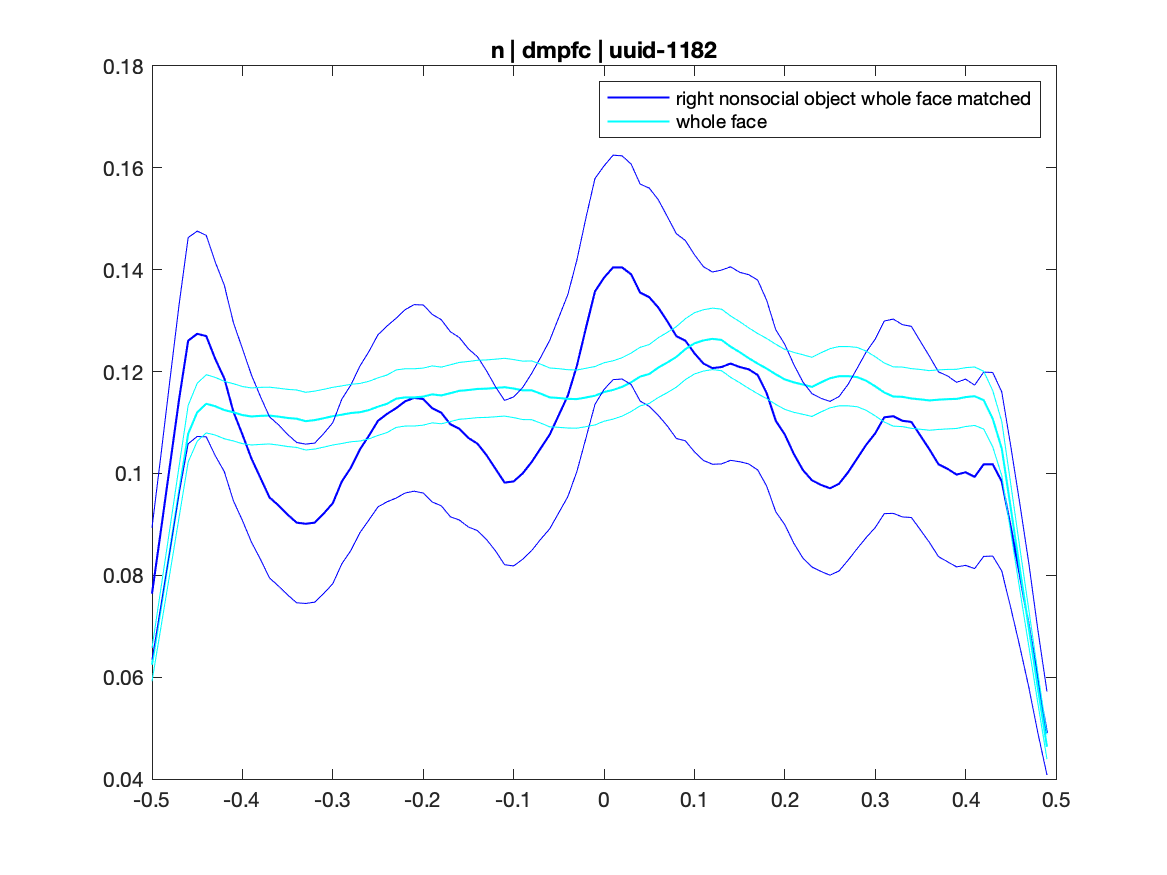 n | dmpfc | uuid-1182
right nonsocial object whole face matched
whole face
0.18
0.16
0.14
0.12
0.1
0.08
0.06
0.04
-0.5 -0.4 -0.3 -0.2 -0.1 0 0.1 0.2 0.3 0.4 0.5